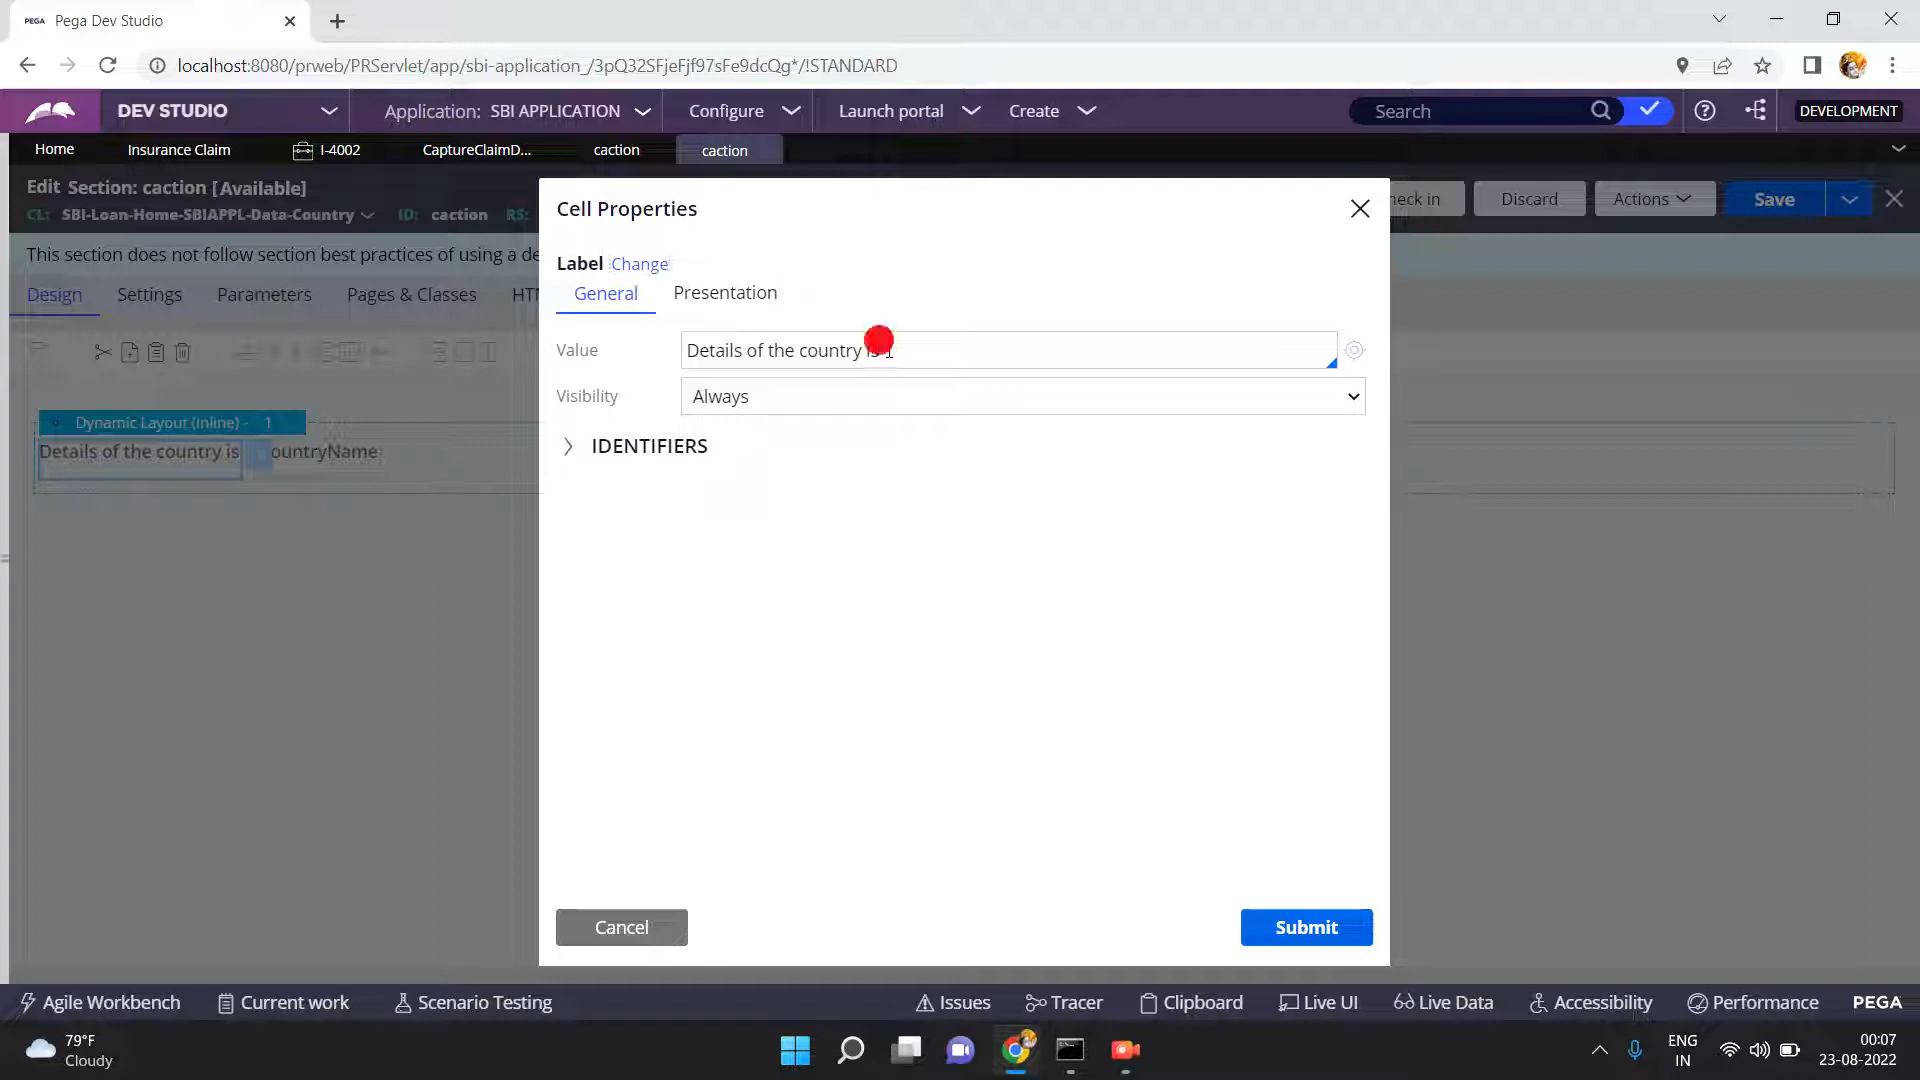 PEGA Pega Dev Studio
localhost:8080/prweb/PRServlet/app/sbi-application_/3pQ32SFjeFjf97sFe9dcQg*/!STANDARD
DEV STUDIO Application: SBI APPLICATION Configure Launch portal Create Search DEVELOPMENT
Home Insurance Claim I-4002 CaptureClaimD... caption caction
Edit Section: caction [Available]
CL: SBI-Loan-Home-SBIAPPL-Data-Country ID: caction RS:
eck in Discard Actions Save
This section does not follow section best practices of using a de
Design Settings Parameters Pages & Classes HT
Dynamic Layout (Inline) - 1
Details of the country is ountryName
Cell Properties
Label Change
General Presentation
Value Details of the country is
Visibility Always
IDENTIFIERS
Cancel Submit
Agile Workbench Current work Scenario Testing Issues Tracer Clipboard Live UI Live Data Accessibility Performance PEGA
79°F
Cloudy
ENG
IN
00:07
23-08-2022